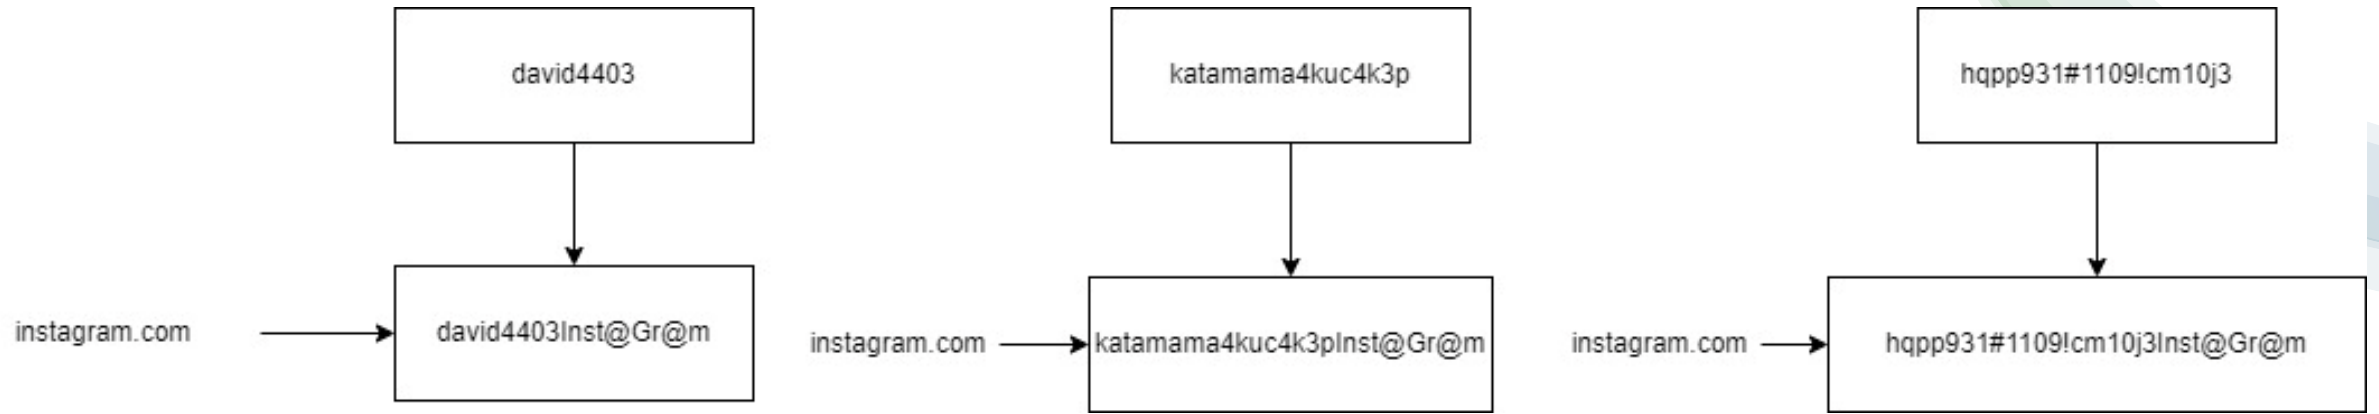 david4403
katamama4kuc4k3p
hqpp931#1109!cm10j3
instagram.com
david4403Inst@Gr@m
instagram.com
katamama4kuc4k3pInst@Gr@m
instagram.com
hqpp931#1109!cm10j3Inst@Gr@m